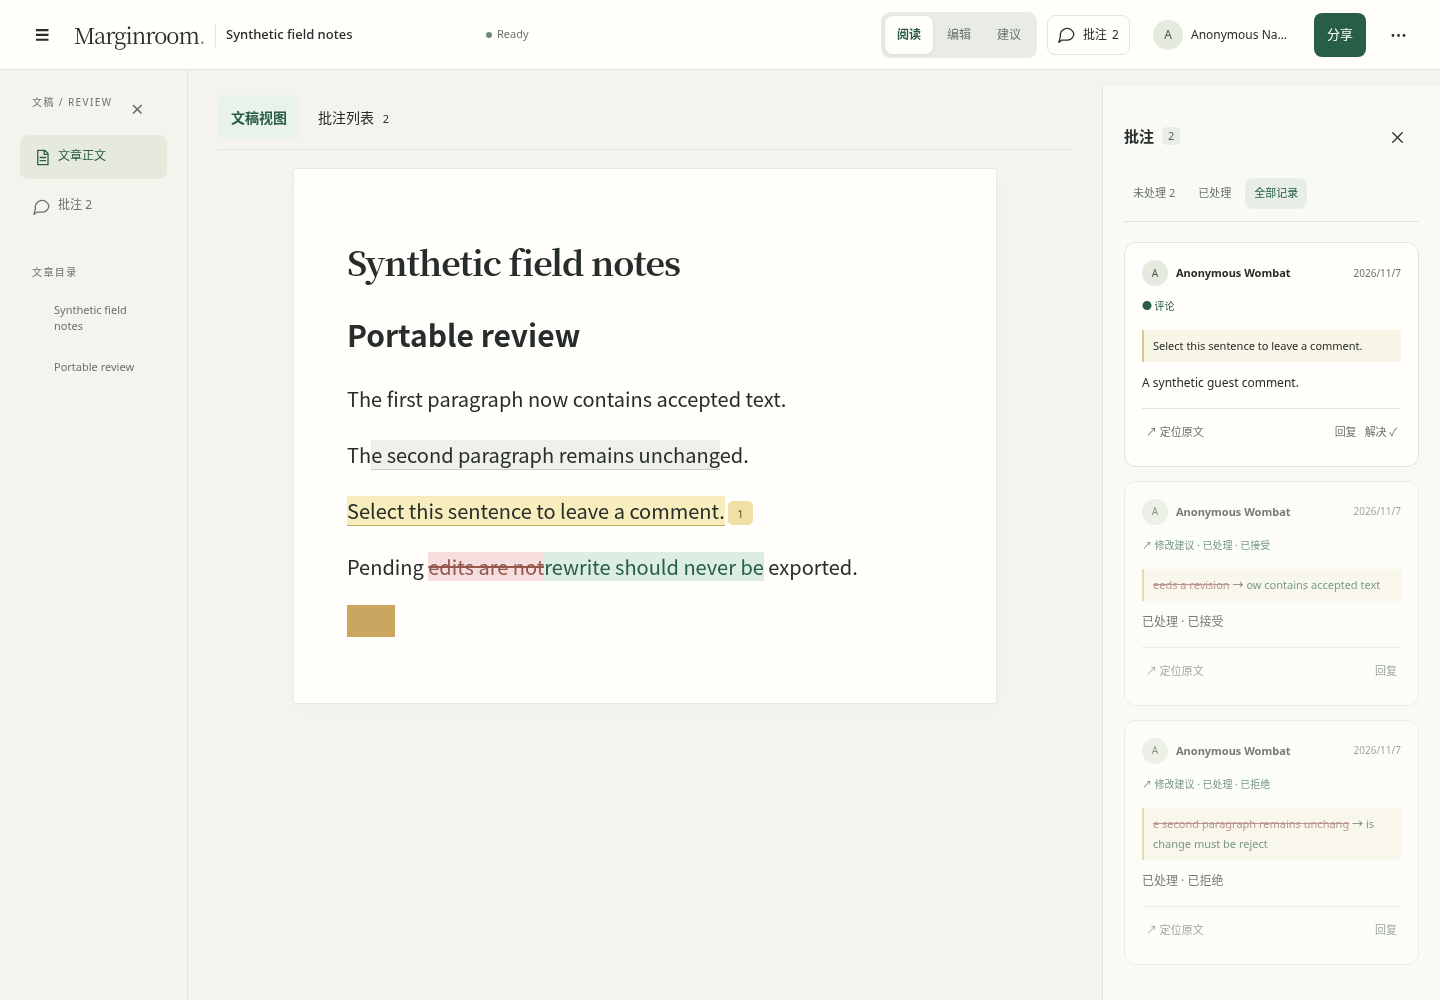 Marginroom.
Synthetic field notes
Ready
阅读
编辑
建议
批注 2
A
Anonymous Na...
分享
文稿 / REVIEW
文章正文
批注 2
文章目录
Synthetic field
notes
Portable review
文稿视图
批注列表 2
Synthetic field notes
Portable review
The first paragraph now contains accepted text.
The second paragraph remains unchanged.
Select this sentence to leave a comment. 1
Pending edits are notrewrite should never be exported.
批注 2
未处理 2
已处理
全部记录
A Anonymous Wombat 2026/11/7
评论
Select this sentence to leave a comment.
A synthetic guest comment.
↗ 定位原文 回复 解决 ✓
A Anonymous Wombat 2026/11/7
↗ 修改建议 · 已处理 · 已接受
eeds a revision → ow contains accepted text
已处理 · 已接受
↗ 定位原文 回复
A Anonymous Wombat 2026/11/7
↗ 修改建议 · 已处理 · 已拒绝
e second paragraph remains unchang → is
change must be reject
已处理 · 已拒绝
↗ 定位原文 回复